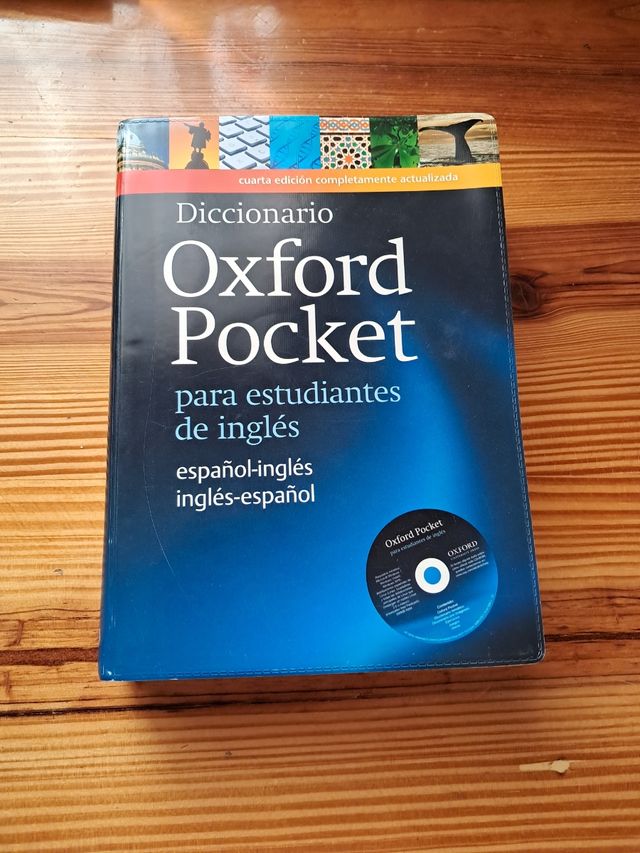 cuarta edición completamente actualizada
Diccionario
Oxford
Pocket
para estudiantes
de inglés
español-inglés
inglés-español
Oxford Pocket
para estudiantes de inglés
OXFORD